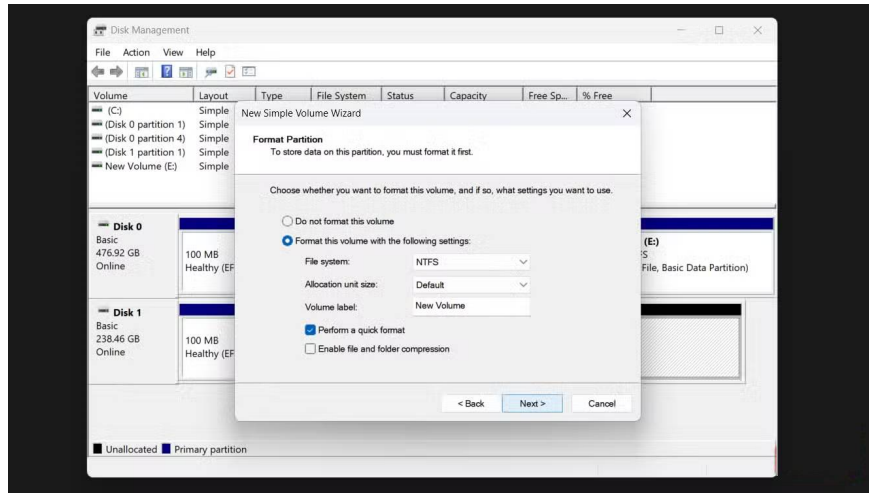 Disk Management
File Action View Help
Volume Layout Type File System Status Capacity Free Sp... % Free
(C:) Simple
(Disk 0 partition 1) Simple
(Disk 0 partition 4) Simple
(Disk 1 partition 1) Simple
New Volume (E:) Simple
New Simple Volume Wizard
Format Partition
To store data on this partition, you must format it first.
Choose whether you want to format this volume, and if so, what settings you want to use.
Do not format this volume
Format this volume with the following settings:
File system: NTFS
Allocation unit size: Default
Volume label: New Volume
Perform a quick format
Enable file and folder compression
< Back Next > Cancel
Disk 0
Basic
476.92 GB
Online
100 MB
Healthy (EF
(E:)
FS
File, Basic Data Partition)
Disk 1
Basic
238.46 GB
Online
100 MB
Healthy (EF
Unallocated Primary partition